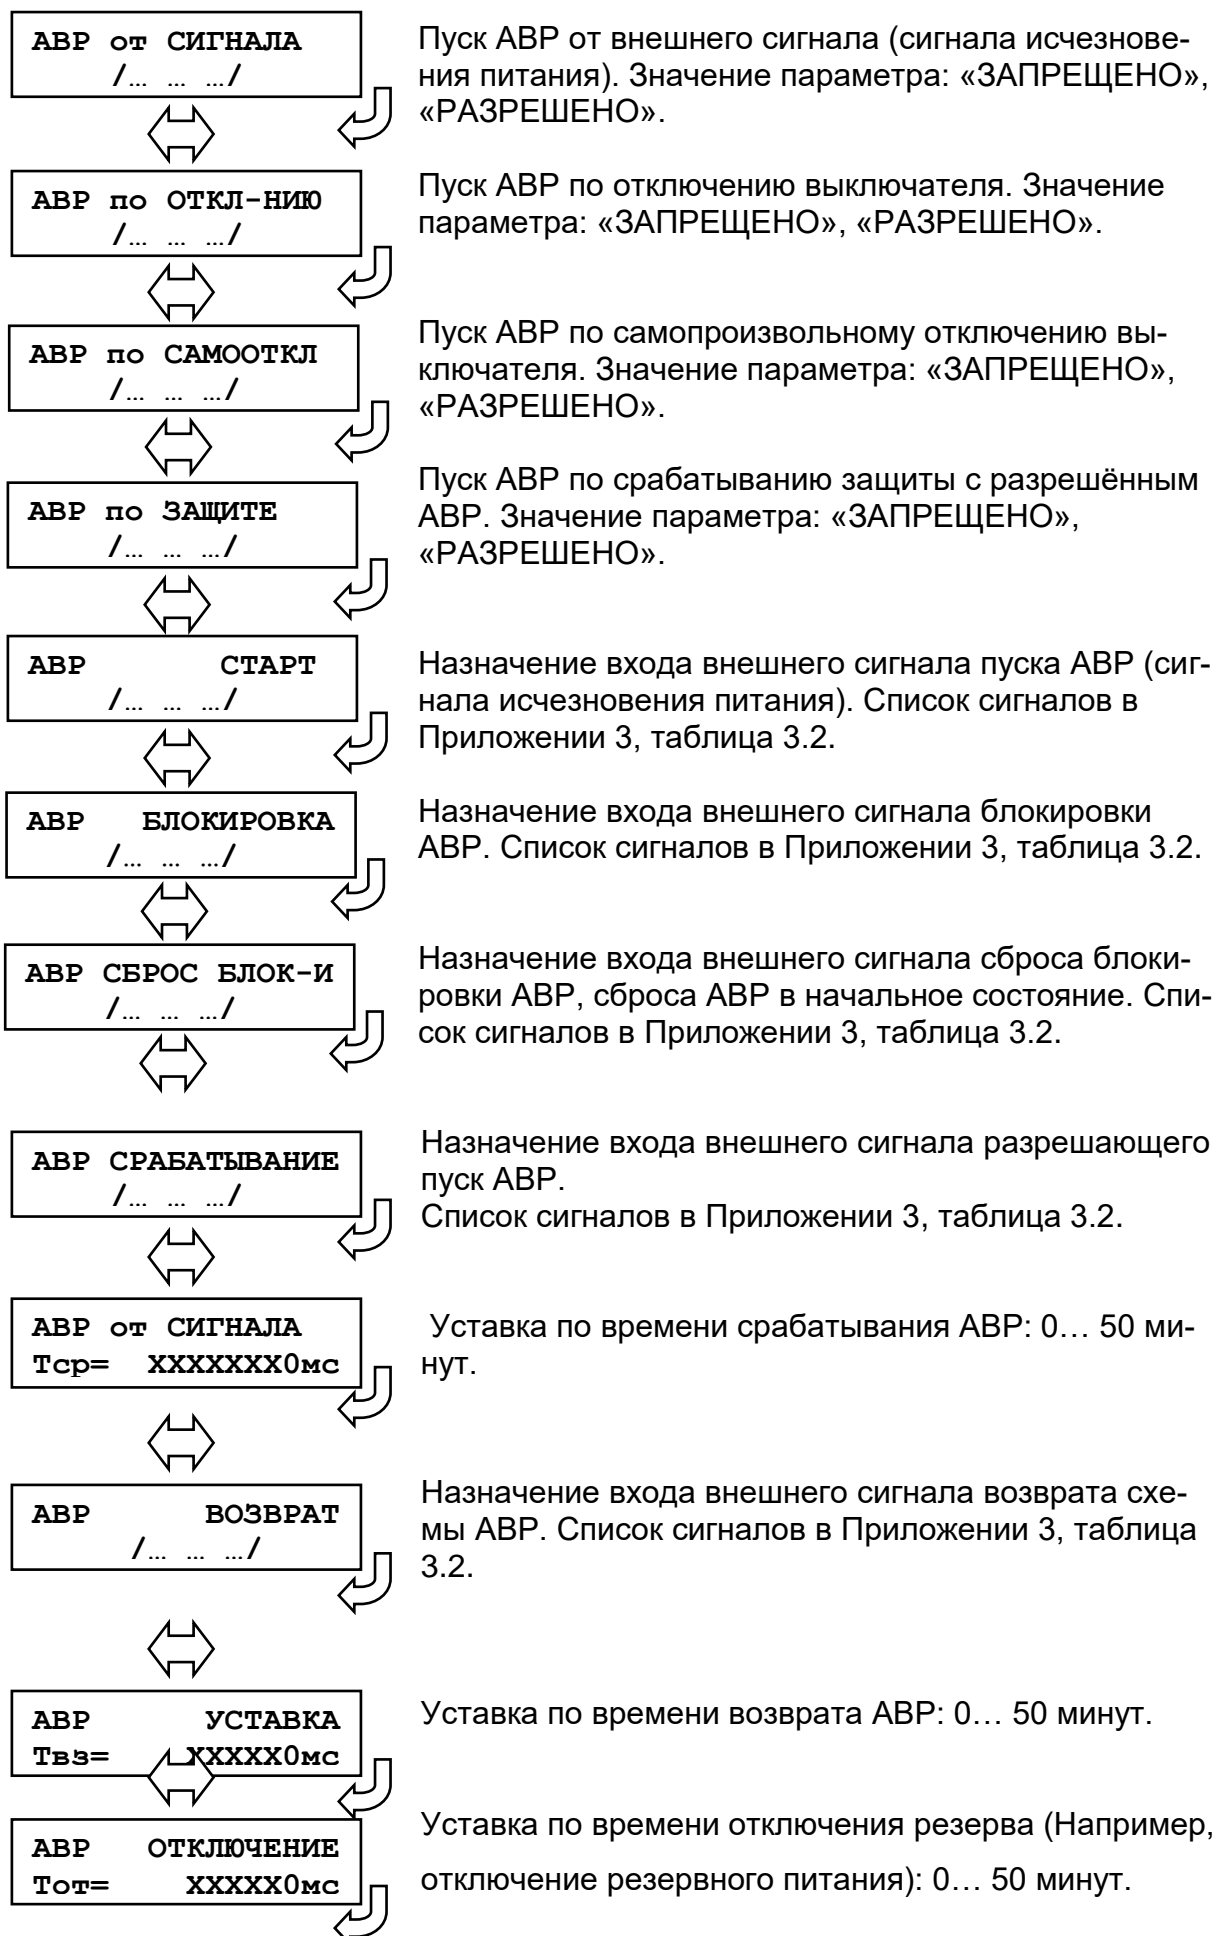 АВР от СИГНАЛА
/… … …/
Пуск АВР от внешнего сигнала (сигнала исчезнове-
ния питания). Значение параметра: «ЗАПРЕЩЕНО»,
«РАЗРЕШЕНО».
АВР по ОТКЛ-НИЮ
/… … …/
Пуск АВР по отключению выключателя. Значение
параметра: «ЗАПРЕЩЕНО», «РАЗРЕШЕНО».
АВР по САМООТКЛ
/… … …/
Пуск АВР по самопроизвольному отключению вы-
ключателя. Значение параметра: «ЗАПРЕЩЕНО»,
«РАЗРЕШЕНО».
АВР по ЗАЩИТЕ
/… … …/
Пуск АВР по срабатыванию защиты с разрешённым
АВР. Значение параметра: «ЗАПРЕЩЕНО»,
«РАЗРЕШЕНО».
АВР СТАРТ
/… … …/
Назначение входа внешнего сигнала пуска АВР (сиг-
нала исчезновения питания). Список сигналов в
Приложении 3, таблица 3.2.
АВР БЛОКИРОВКА
/… … …/
Назначение входа внешнего сигнала блокировки
АВР. Список сигналов в Приложении 3, таблица 3.2.
АВР СБРОС БЛОК-И
/… … …/
Назначение входа внешнего сигнала сброса блоки-
ровки АВР, сброса АВР в начальное состояние. Спи-
сок сигналов в Приложении 3, таблица 3.2.
АВР СРАБАТЫВАНИЕ
/… … …/
Назначение входа внешнего сигнала разрешающего
пуск АВР.
Список сигналов в Приложении 3, таблица 3.2.
АВР от СИГНАЛА
Тср= ХХХХХХХ0мс
Уставка по времени срабатывания АВР: 0… 50 ми-
нут.
АВР ВОЗВРАТ
/… … …/
Назначение входа внешнего сигнала возврата схе-
мы АВР. Список сигналов в Приложении 3, таблица
3.2.
АВР УСТАВКА
Твз= ХХХХХ0мс
Уставка по времени возврата АВР: 0… 50 минут.
АВР ОТКЛЮЧЕНИЕ
Тот= ХХХХХ0мс
Уставка по времени отключения резерва (Например,
отключение резервного питания): 0… 50 минут.